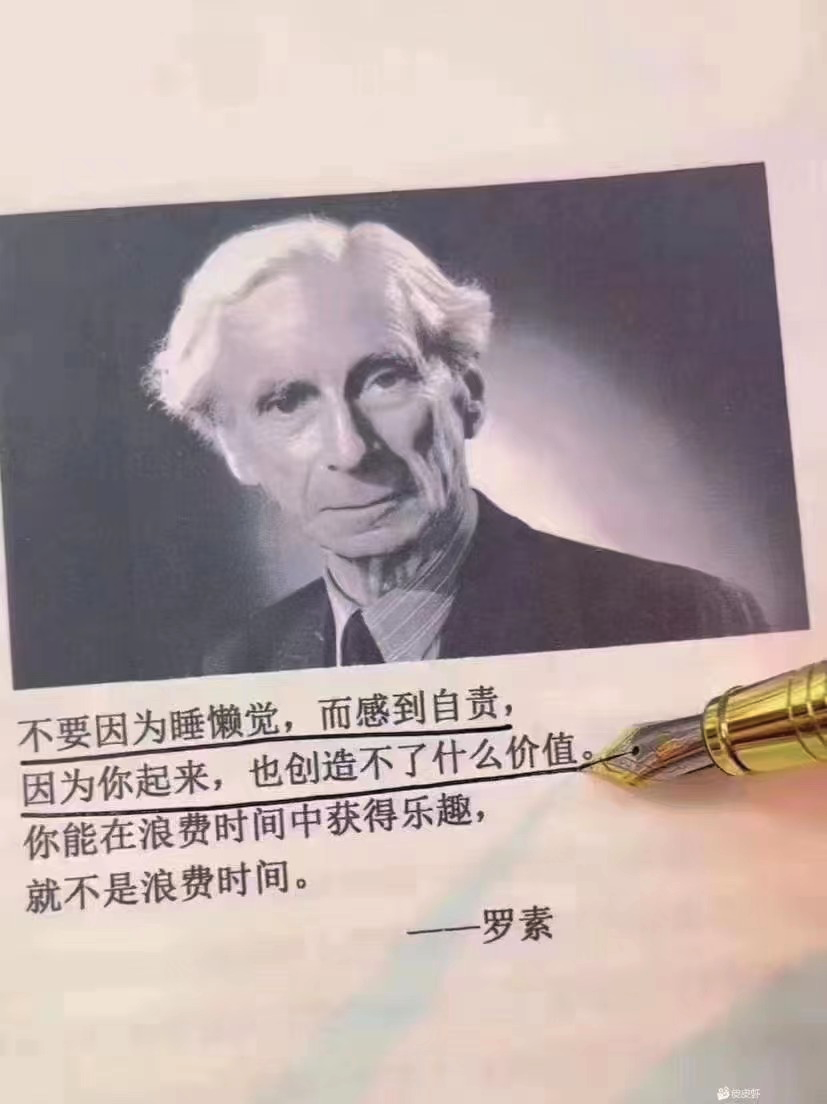 不要因为睡懒觉，而感到自责，
因为你起来，也创造不了什么价值。
你能在浪费时间中获得乐趣，
就不是浪费时间。
——罗素
皮皮虾